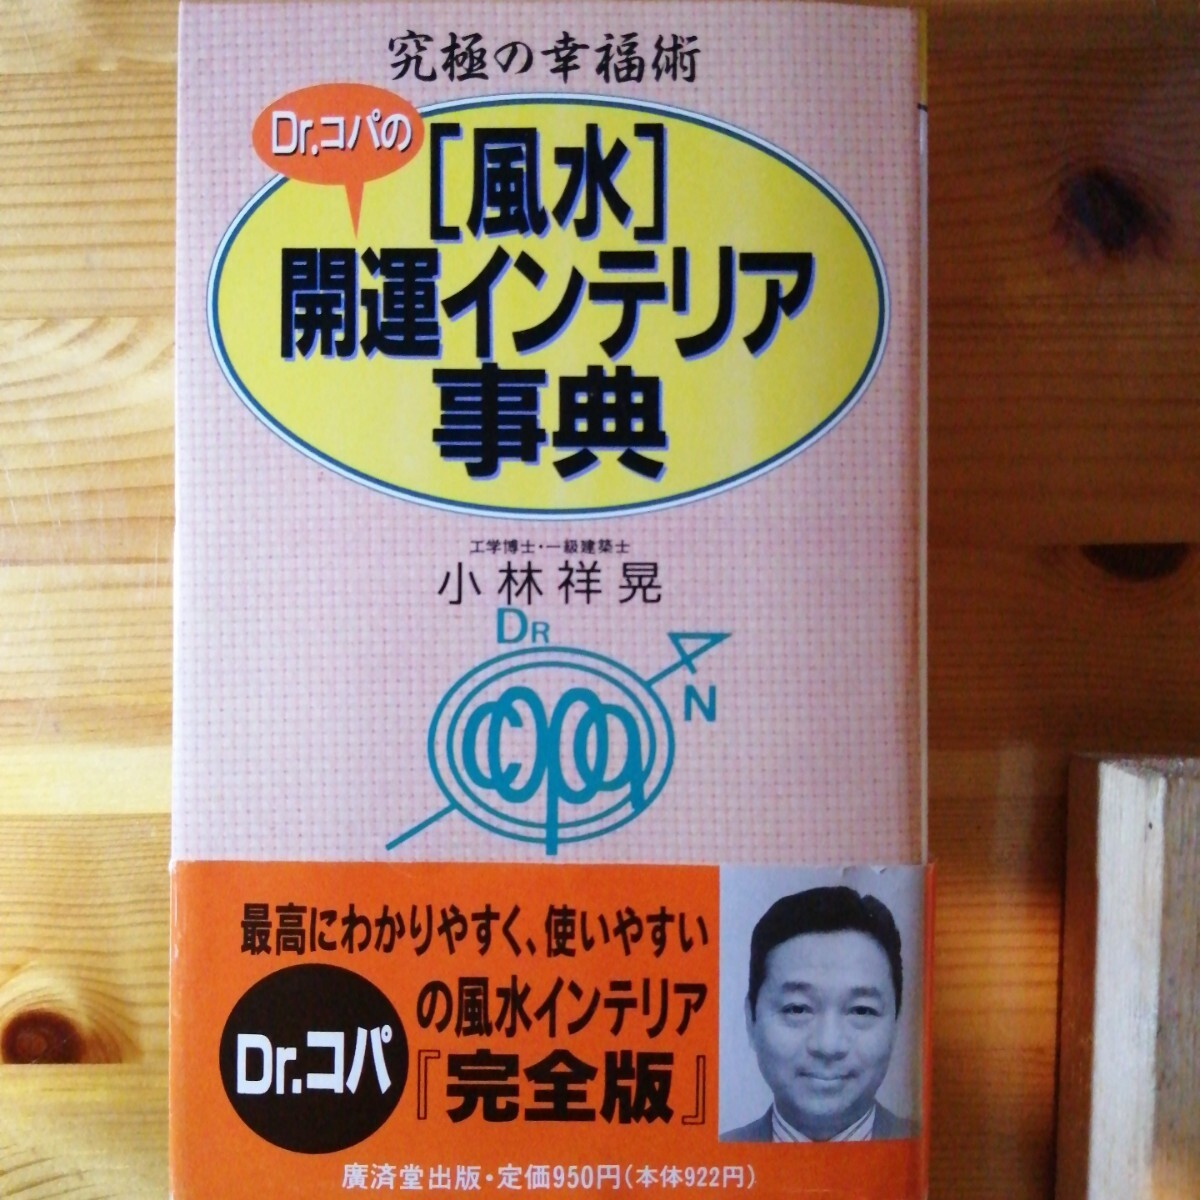 究極の幸福術
Dr.コパの
[風水]
開運インテリア
事典
工学博士・一級建築士
小林祥晃
DR
copa
N
最高にわかりやすく、使いやすい
Dr.コパ
の風水インテリア
『完全版』
廣済堂出版・定価950円(本体922円)